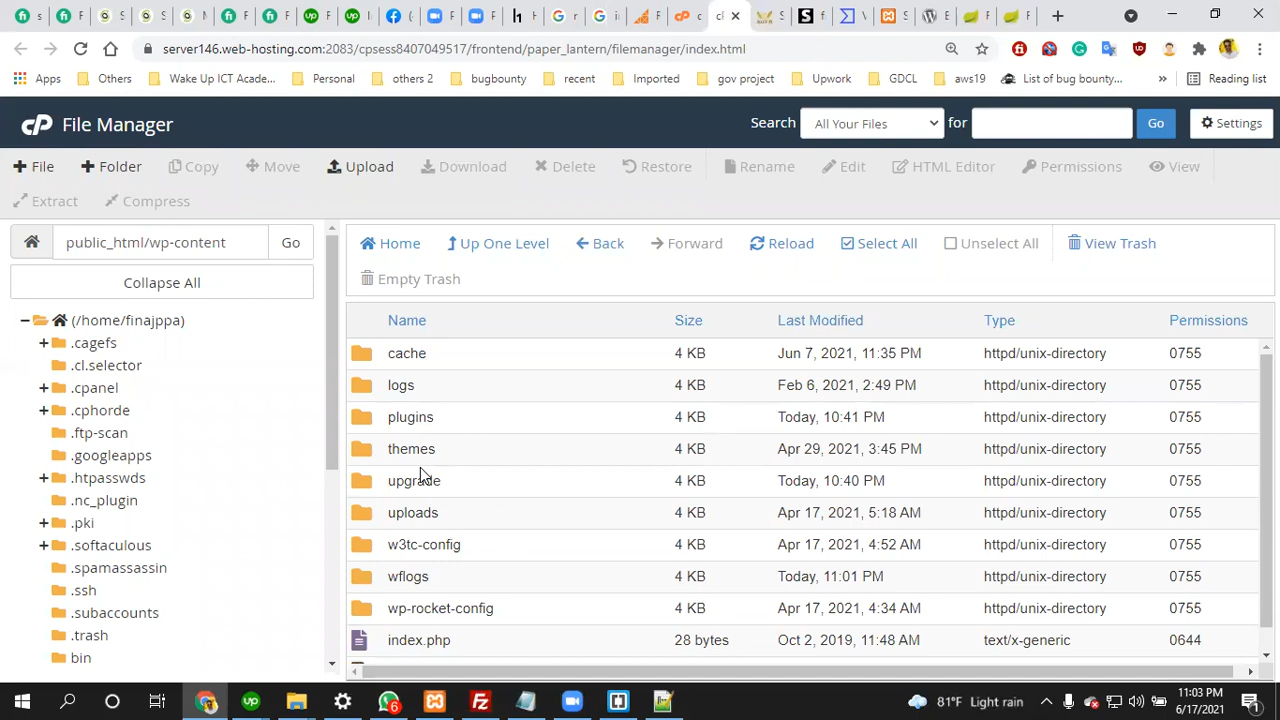 server146.web-hosting.com:2083/cpsess8407049517/frontend/paper_lantern/filemanager/index.html
Apps
Others
Wake Up ICT Acade...
Personal
others 2
bugbounty
recent
Imported
gov project
Upwork
GDCL
aws19
List of bug bounty...
»
Reading list
cP File Manager
Search
All Your Files
for
Go
Settings
File
Folder
Copy
Move
Upload
Download
Delete
Restore
Rename
Edit
HTML Editor
Permissions
View
Extract
Compress
public_html/wp-content
Go
Collapse All
(/home/finajppa)
.cagefs
.cl.selector
.cpanel
.cphorde
.ftp-scan
.googleapps
.htpasswds
.nc_plugin
.pki
.softaculous
.spamassassin
.ssh
.subaccounts
.trash
bin
Home
Up One Level
Back
Forward
Reload
Select All
Unselect All
View Trash
Empty Trash
Name Size Last Modified Type Permissions
cache 4 KB Jun 7, 2021, 11:35 PM httpd/unix-directory 0755
logs 4 KB Feb 6, 2021, 2:49 PM httpd/unix-directory 0755
plugins 4 KB Today, 10:41 PM httpd/unix-directory 0755
themes 4 KB Apr 29, 2021, 3:45 PM httpd/unix-directory 0755
upgrade 4 KB Today, 10:40 PM httpd/unix-directory 0755
uploads 4 KB Apr 17, 2021, 5:18 AM httpd/unix-directory 0755
w3tc-config 4 KB Apr 17, 2021, 4:52 AM httpd/unix-directory 0755
wflogs 4 KB Today, 11:01 PM httpd/unix-directory 0755
wp-rocket-config 4 KB Apr 17, 2021, 4:34 AM httpd/unix-directory 0755
index.php 28 bytes Oct 2, 2019, 11:48 AM text/x-generic 0644
81°F Light rain
11:03 PM
6/17/2021